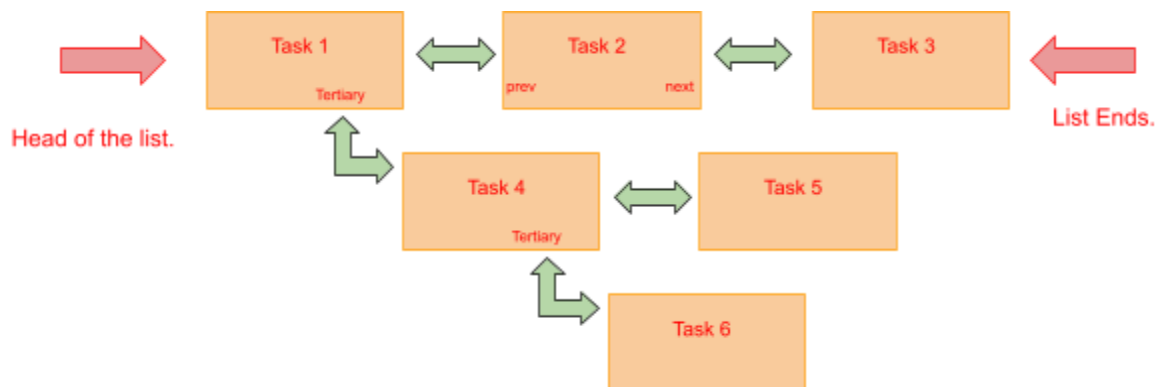 Task 1
Task 2
Task 3
Tertiary
prev
next
Head of the list.
List Ends.
Task 4
Task 5
Tertiary
Task 6